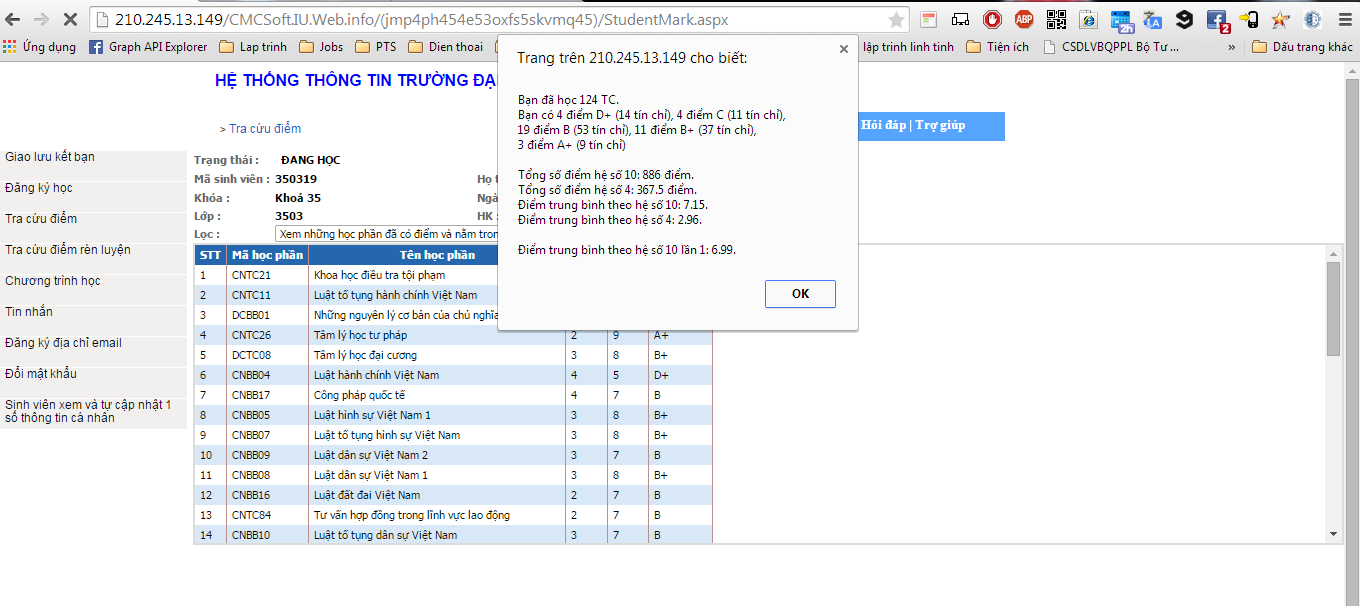 210.245.13.149/CMCSoft.IU.Web.info/(jmp4ph454e53oxfs5skvmq45)/StudentMark.aspx
Ứng dụng Graph API Explorer Lap trinh Jobs PTS Dien thoai lập trình linh tinh Tiện ích CSDLVBQPPL Bộ Tư ... » Dấu trang khác
HỆ THỐNG THÔNG TIN TRƯỜNG ĐẠ
Trang trên 210.245.13.149 cho biết:
Bạn đã học 124 TC.
Bạn có 4 điểm D+ (14 tín chỉ), 4 điểm C (11 tín chỉ),
19 điểm B (53 tín chỉ), 11 điểm B+ (37 tín chỉ),
3 điểm A+ (9 tín chỉ)
Tổng số điểm hệ số 10: 886 điểm.
Tổng số điểm hệ số 4: 367.5 điểm.
Điểm trung bình theo hệ số 10: 7.15.
Điểm trung bình theo hệ số 4: 2.96.
Điểm trung bình theo hệ số 10 lần 1: 6.99.
OK
> Tra cứu điểm
Hỏi đáp | Trợ giúp
Giao lưu kết bạn
Đăng ký học
Tra cứu điểm
Tra cứu điểm rèn luyện
Chương trình học
Tin nhắn
Đăng ký địa chỉ email
Đổi mật khẩu
Sinh viên xem và tự cập nhật 1
số thông tin cá nhân
Trạng thái : ĐANG HỌC
Mã sinh viên : 350319 Họ t
Khóa : Khoá 35 Ngà
Lớp : 3503 HK :
Lọc : Xem những học phần đã có điểm và nằm tron
STT Mã học phần Tên học phần
1 CNTC21 Khoa học điều tra tội phạm
2 CNTC11 Luật tố tụng hành chính Việt Nam
3 DCBB01 Những nguyên lý cơ bản của chủ nghĩa
4 CNTC26 Tâm lý học tư pháp 2 9 A+
5 DCTC08 Tâm lý học đại cương 3 8 B+
6 CNBB04 Luật hành chính Việt Nam 4 5 D+
7 CNBB17 Công pháp quốc tế 4 7 B
8 CNBB05 Luật hình sự Việt Nam 1 3 8 B+
9 CNBB07 Luật tố tụng hình sự Việt Nam 3 8 B+
10 CNBB09 Luật dân sự Việt Nam 2 3 7 B
11 CNBB08 Luật dân sự Việt Nam 1 3 8 B+
12 CNBB16 Luật đất đai Việt Nam 2 7 B
13 CNTC84 Tư vấn hợp đồng trong lĩnh vực lao động 2 7 B
14 CNBB10 Luật tố tụng dân sự Việt Nam 3 7 B